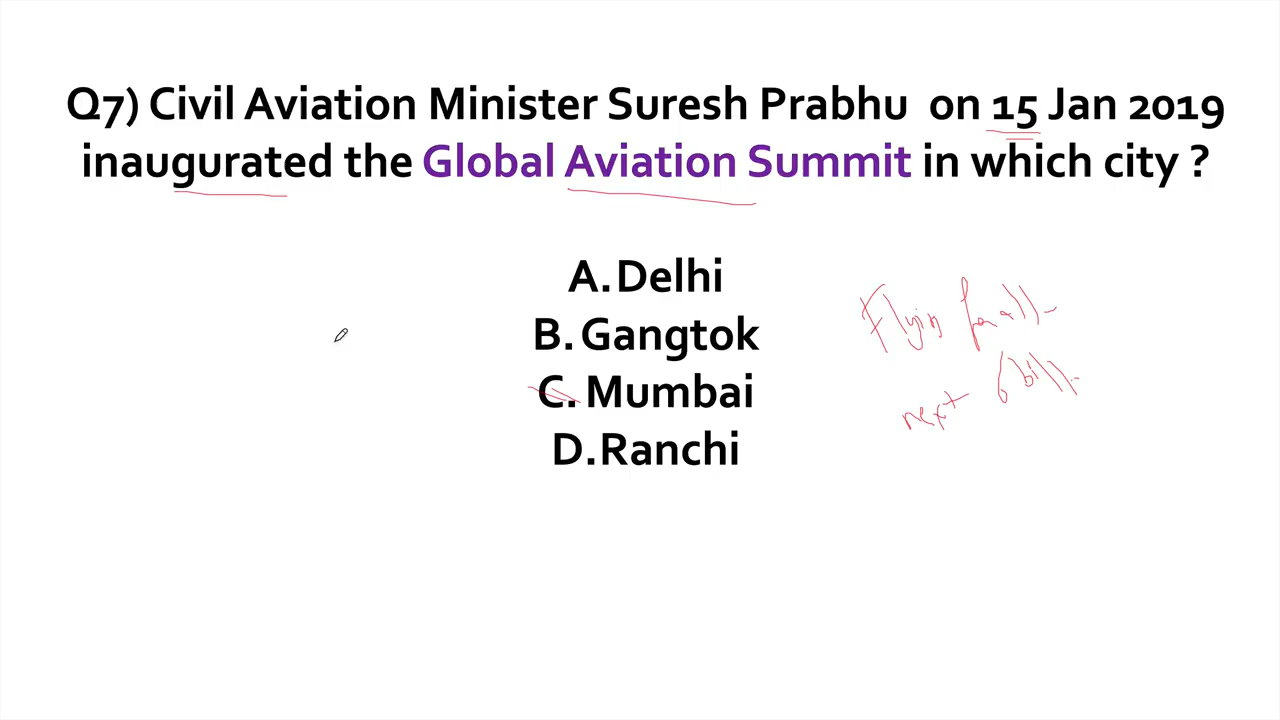 Q7) Civil Aviation Minister Suresh Prabhu on 15 Jan 2019
inaugurated the Global Aviation Summit in which city ?
A. Delhi
B. Gangtok
C. Mumbai
D. Ranchi
Flying for all
next 6 bill